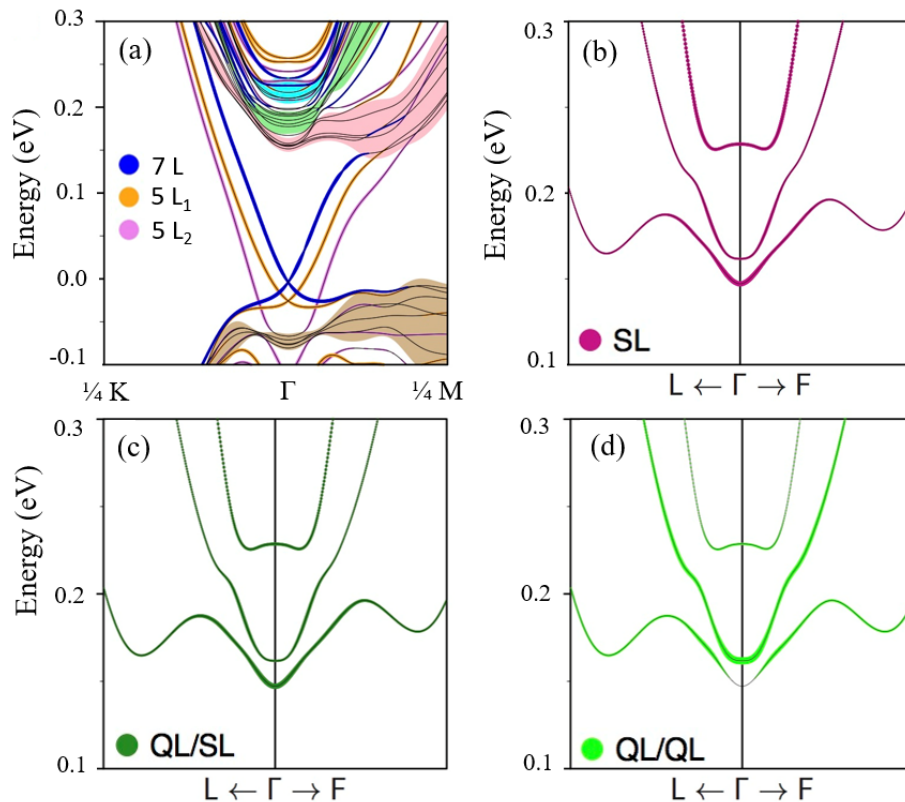 (a)
(b)
0.3
0.2
0.1
0.0
-0.1
Energy (eV)
7 L
5 L₁
5 L₂
¼ K
Γ
¼ M
0.3
0.2
0.1
Energy (eV)
SL
L ← Γ → F
(c)
(d)
0.3
0.2
0.1
Energy (eV)
QL/SL
L ← Γ → F
0.3
0.2
0.1
QL/QL
L ← Γ → F